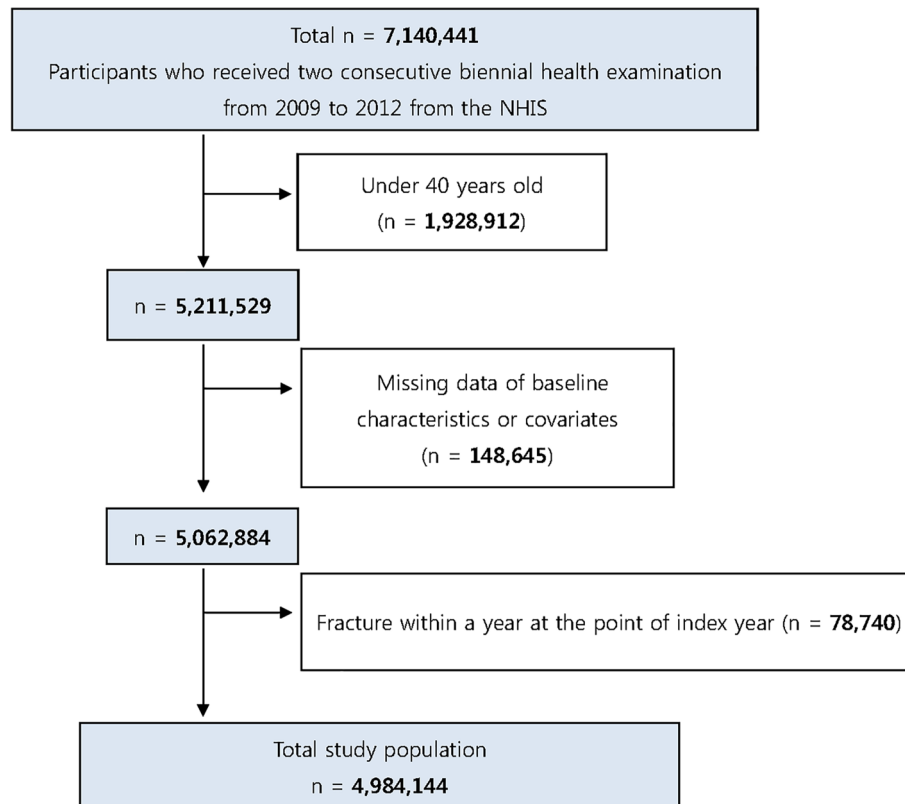 Total n = 7,140,441
Participants who received two consecutive biennial health examination
from 2009 to 2012 from the NHIS
Under 40 years old
(n = 1,928,912)
n = 5,211,529
Missing data of baseline
characteristics or covariates
(n = 148,645)
n = 5,062,884
Fracture within a year at the point of index year (n = 78,740)
Total study population
n = 4,984,144